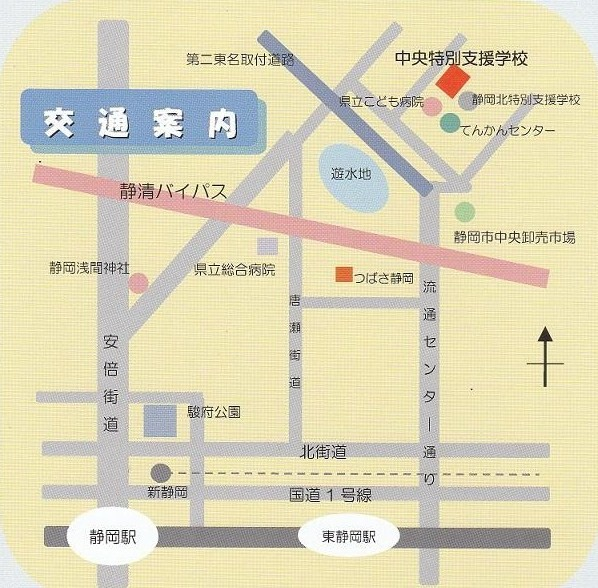 第二東名取付道路
中央特別支援学校
県立こども病院
静岡北特別支援学校
てんかんセンター
交通案内
遊水地
静清バイパス
静岡市中央卸売市場
静岡浅間神社
県立総合病院
つばさ静岡
唐瀬街道
流通センター通り
安倍街道
駿府公園
北街道
新静岡
国道1号線
静岡駅
東静岡駅